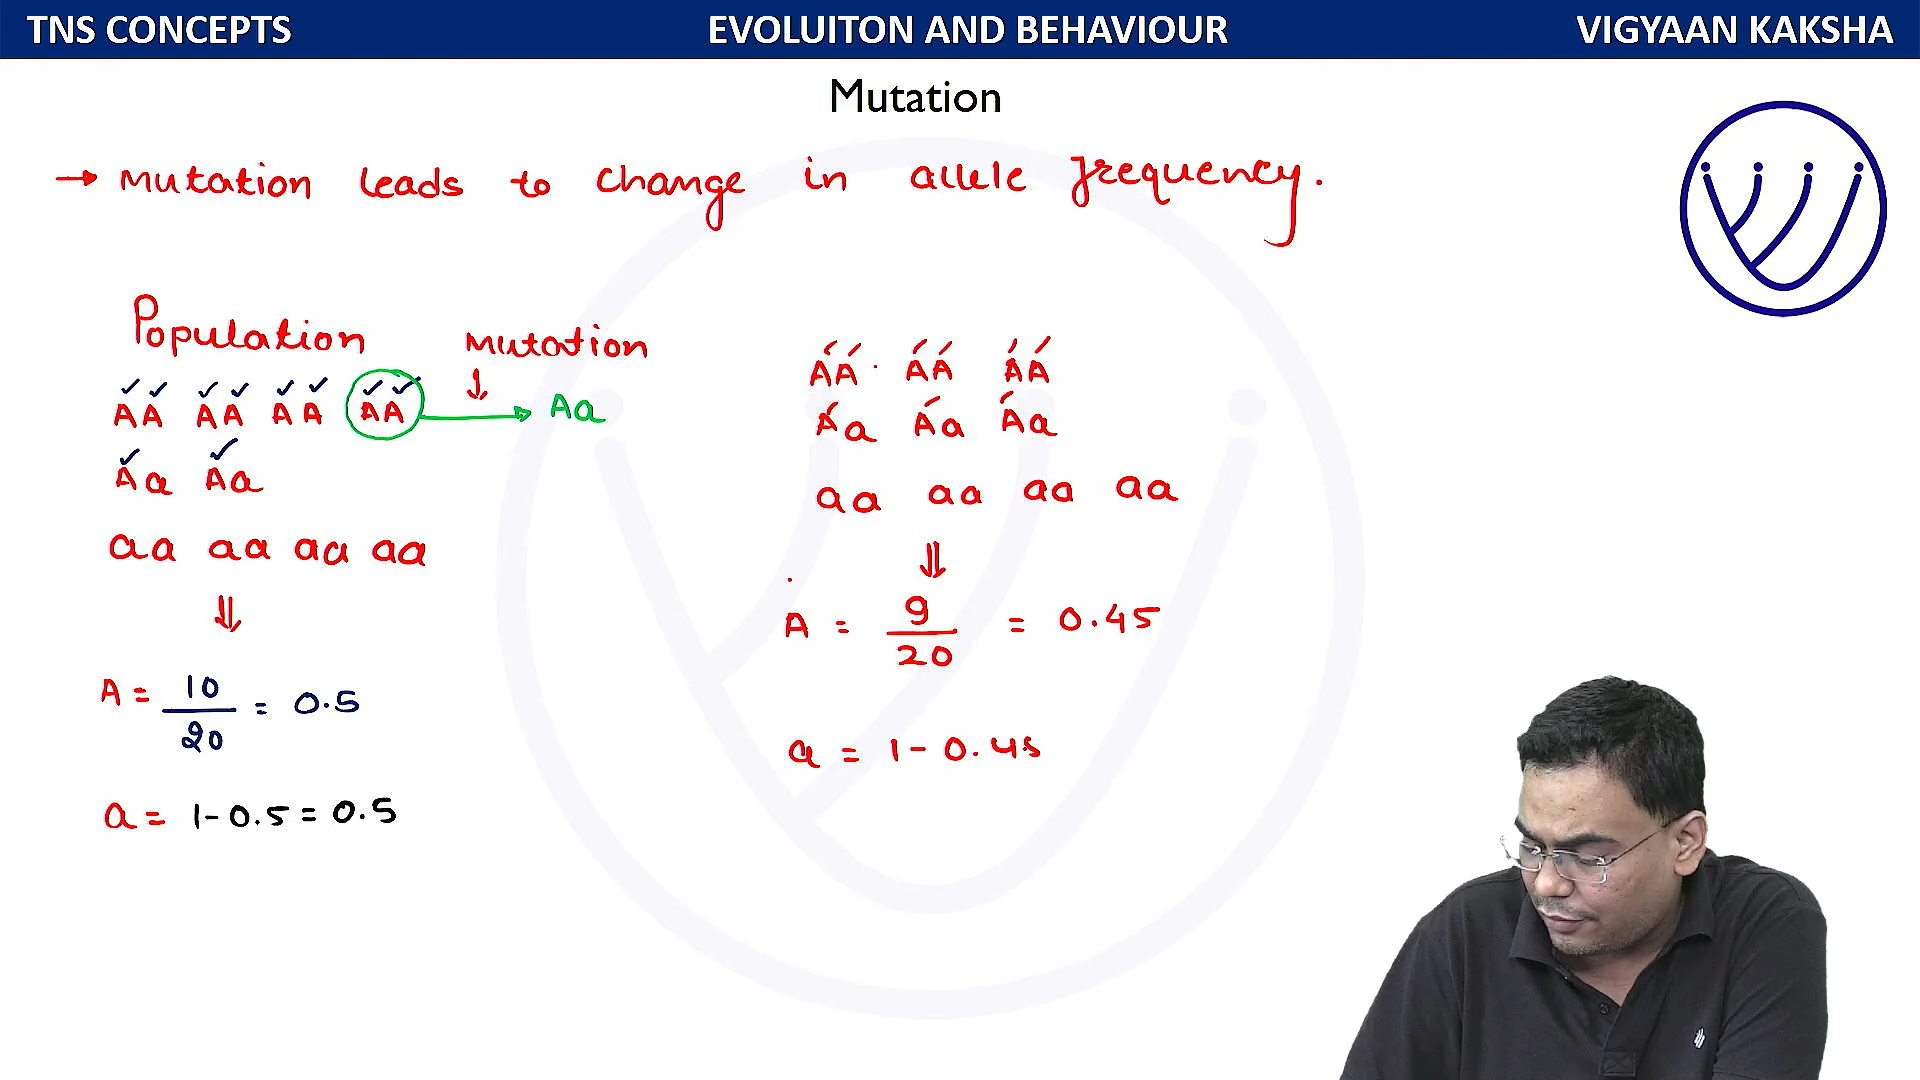 TNS CONCEPTS
EVOLUITON AND BEHAVIOUR
VIGYAAN KAKSHA
Mutation
→ Mutation leads to change in allele frequency.
Population
AA AA AA AA
Aa Aa
aa aa aa aa
⇓
A = 10/20 = 0.5
a = 1-0.5 = 0.5
Mutation
↓
→ Aa
AA AA AA
Aa Aa Aa
aa aa aa aa
⇓
A = 9/20 = 0.45
a = 1-0.45